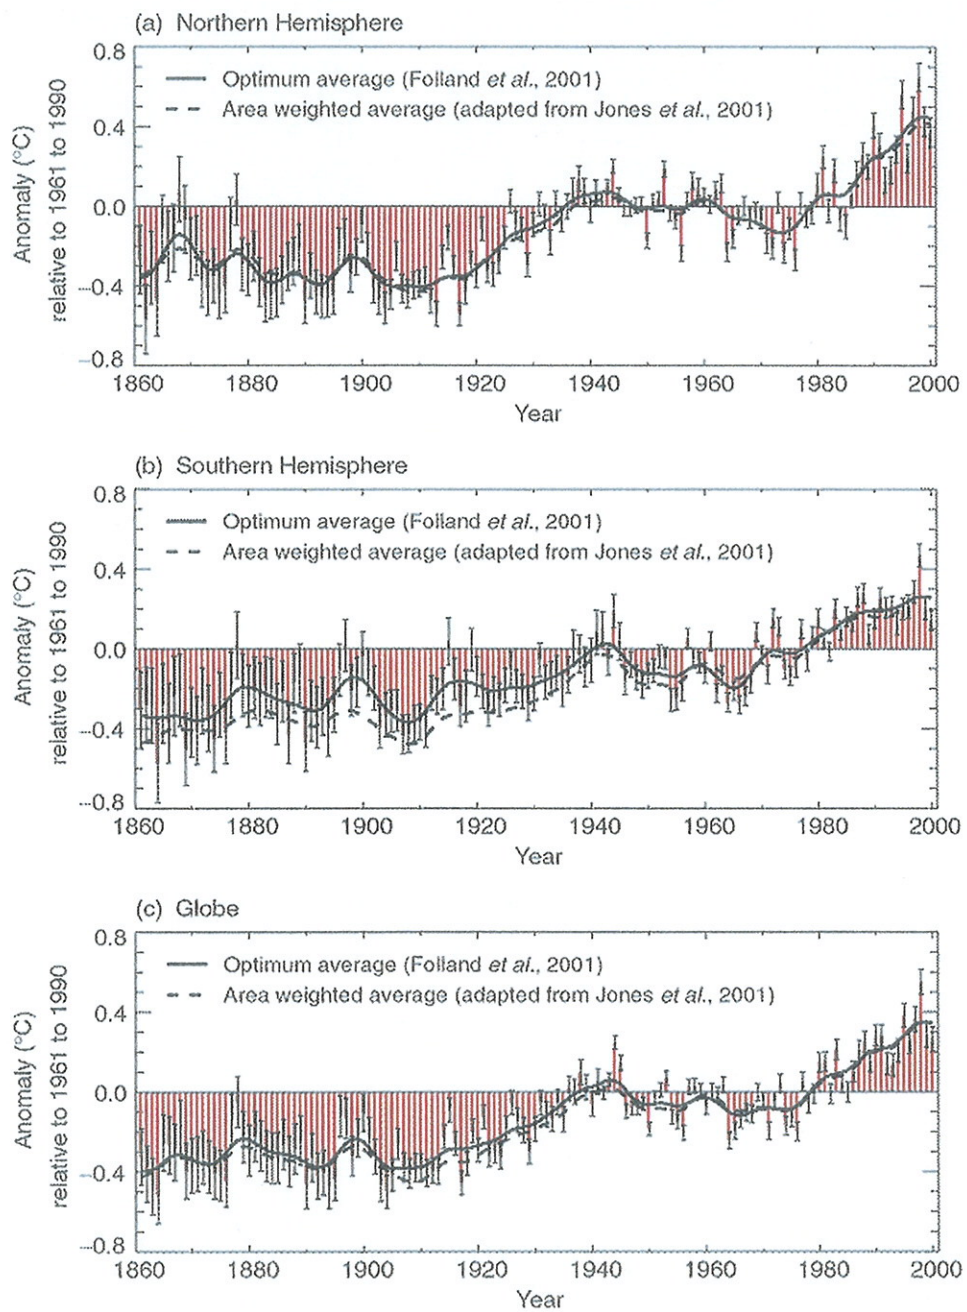 (a) Northern Hemisphere
Optimum average (Folland et al., 2001)
Area weighted average (adapted from Jones et al., 2001)
Anomaly (°C)
relative to 1961 to 1990
0.8
0.4
0.0
–0.4
–0.8
1860 1880 1900 1920 1940 1960 1980 2000
Year
(b) Southern Hemisphere
Optimum average (Folland et al., 2001)
Area weighted average (adapted from Jones et al., 2001)
Anomaly (°C)
relative to 1961 to 1990
0.8
0.4
0.0
–0.4
–0.8
1860 1880 1900 1920 1940 1960 1980 2000
Year
(c) Globe
Optimum average (Folland et al., 2001)
Area weighted average (adapted from Jones et al., 2001)
Anomaly (°C)
relative to 1961 to 1990
0.8
0.4
0.0
–0.4
–0.8
1860 1880 1900 1920 1940 1960 1980 2000
Year